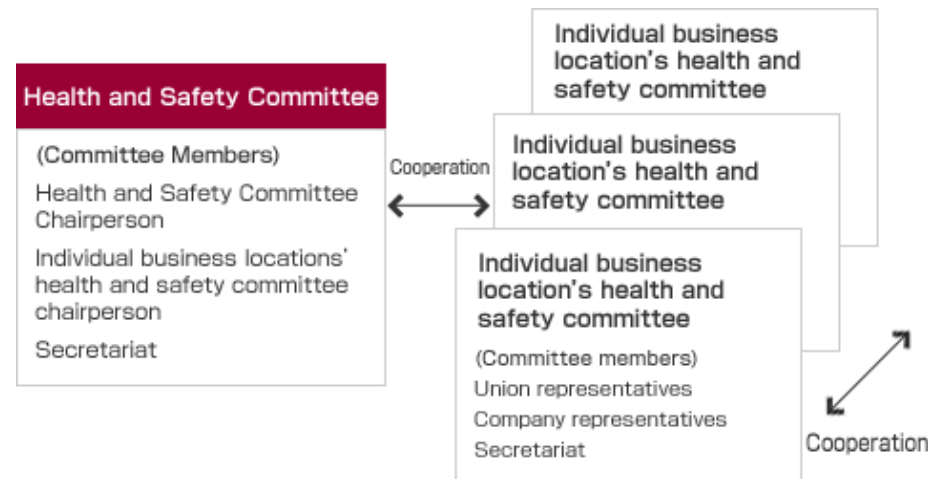 Health and Safety Committee
(Committee Members)
Health and Safety Committee
Chairperson
Individual business locations'
health and safety committee
chairperson
Secretariat
Cooperation
Individual business
location's health and
safety committee
Individual business
location's health and
safety committee
Individual business
location's health and
safety committee
(Committee members)
Union representatives
Company representatives
Secretariat
Cooperation